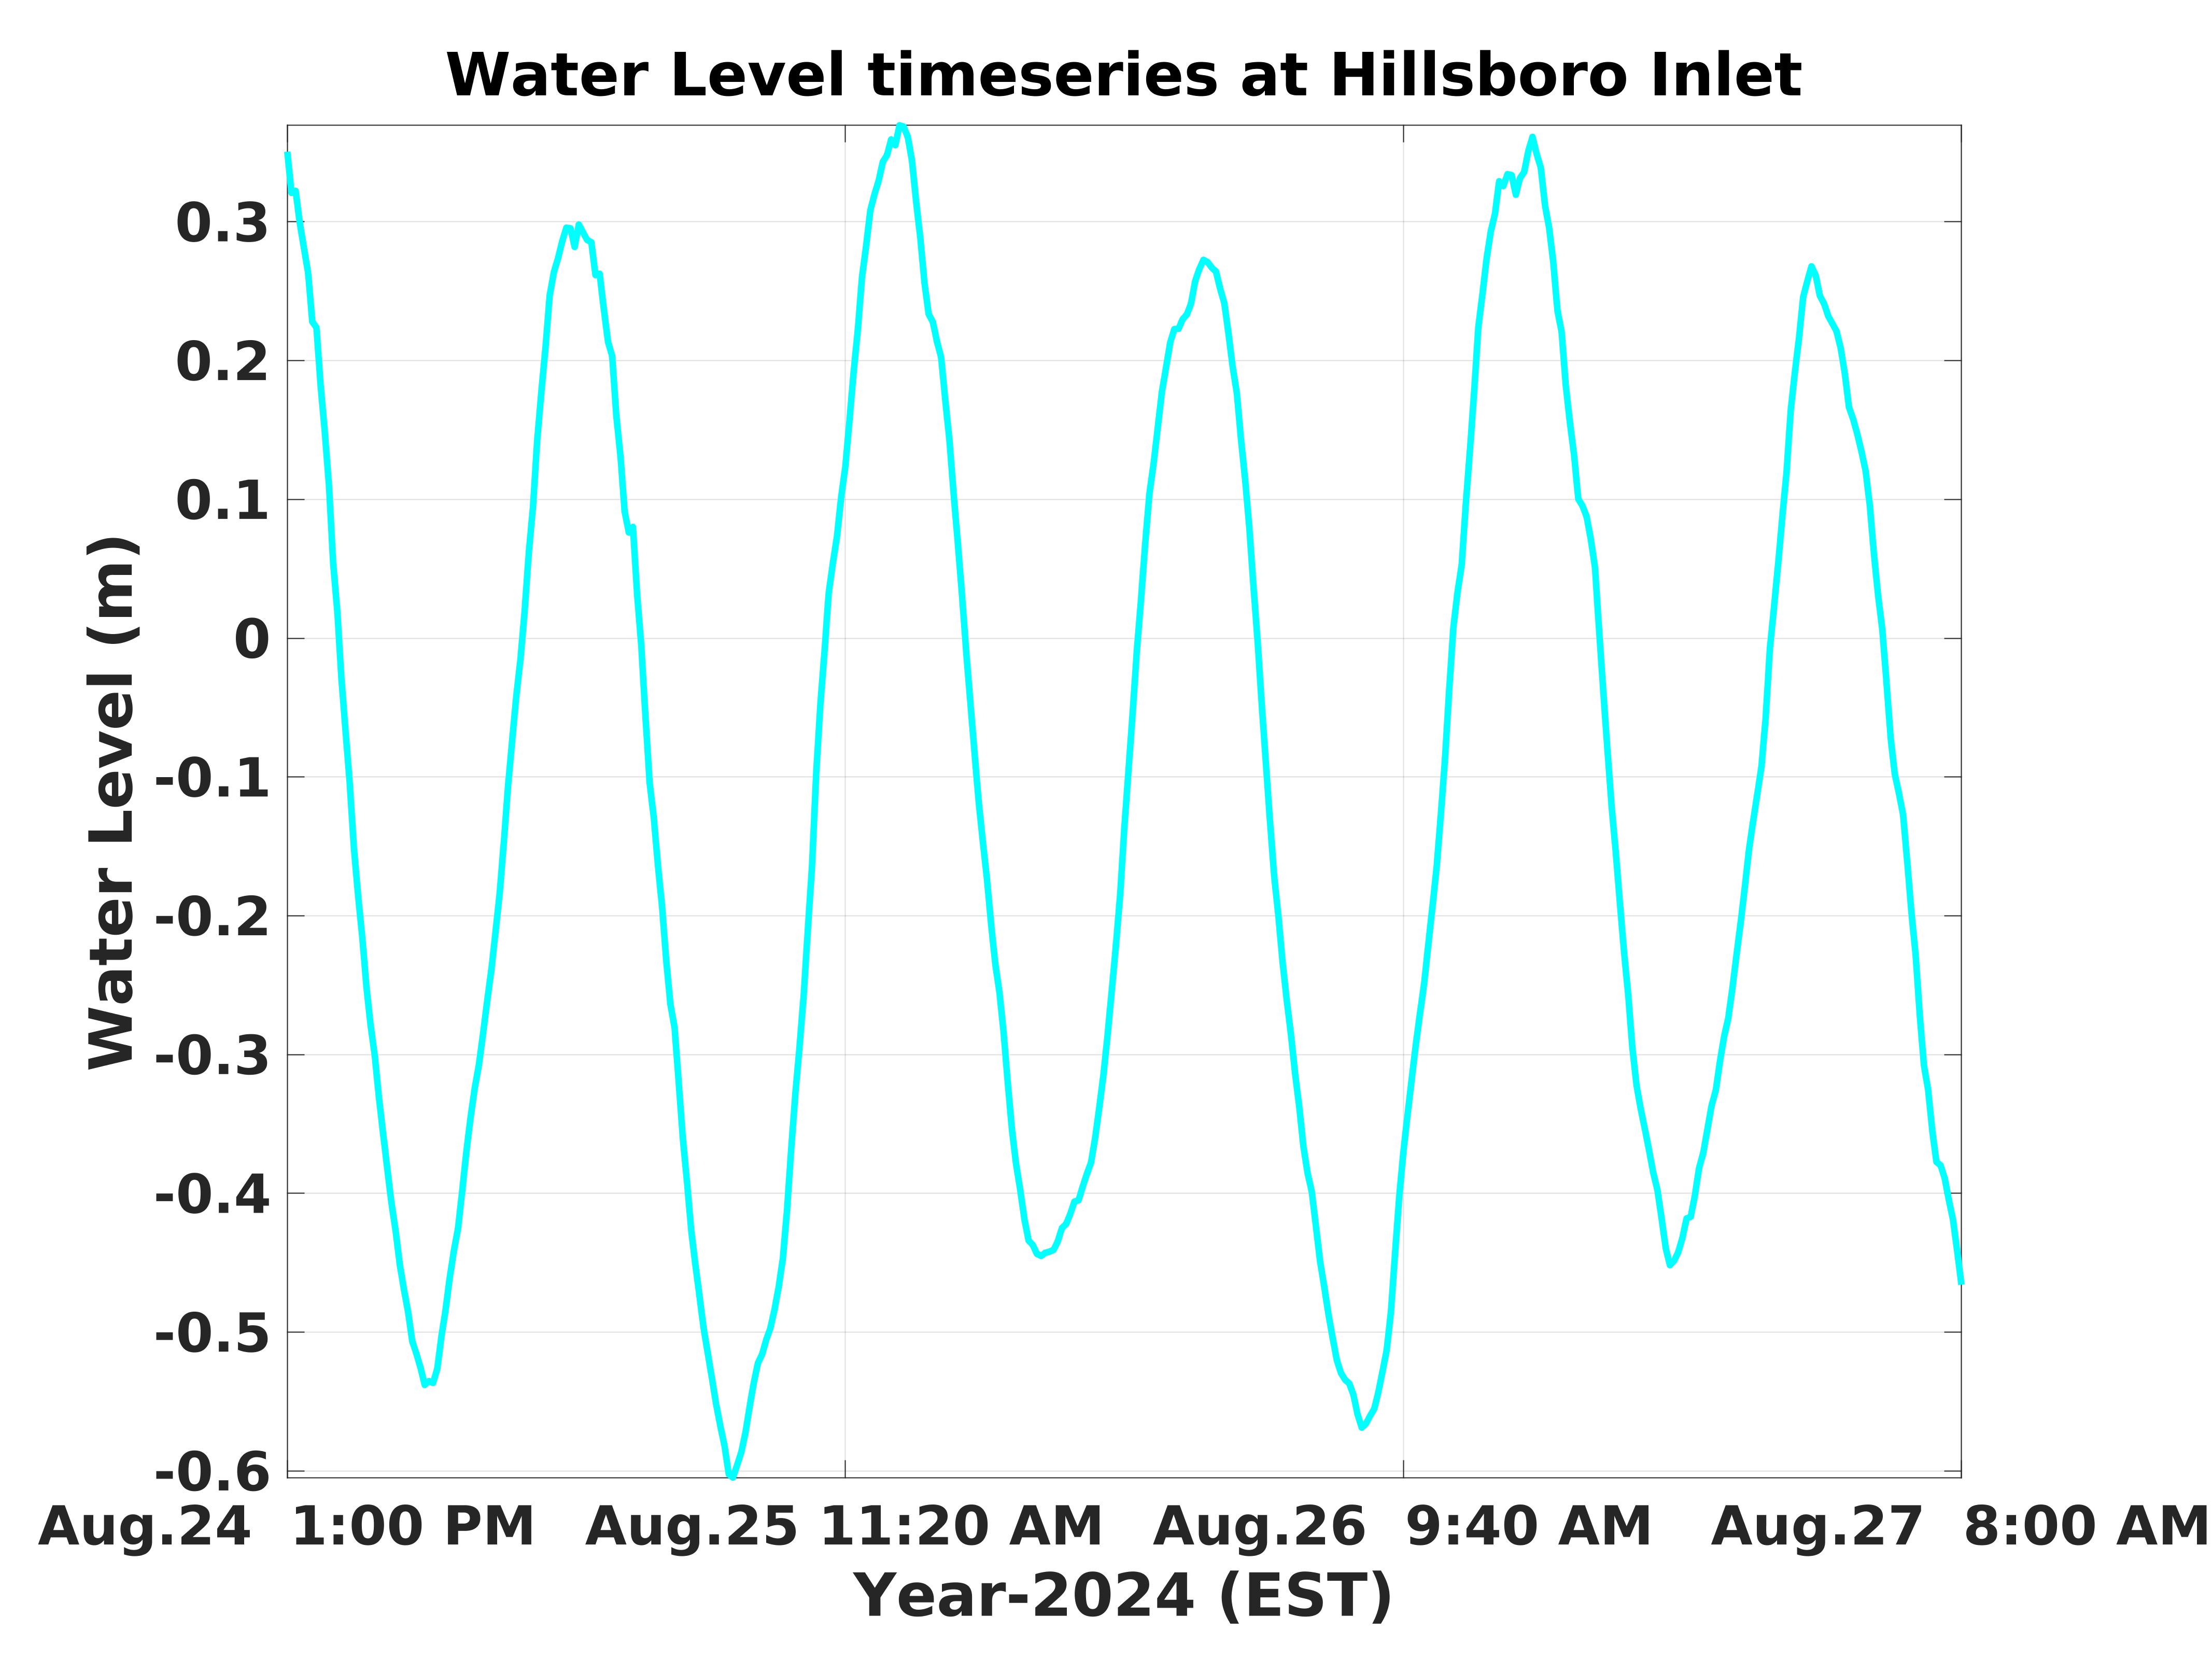 Water Level timeseries at Hillsboro Inlet
Water Level (m)
0.3
0.2
0.1
0
-0.1
-0.2
-0.3
-0.4
-0.5
-0.6
Aug.24 1:00 PM Aug.25 11:20 AM Aug.26 9:40 AM Aug.27 8:00 AM
Year-2024 (EST)